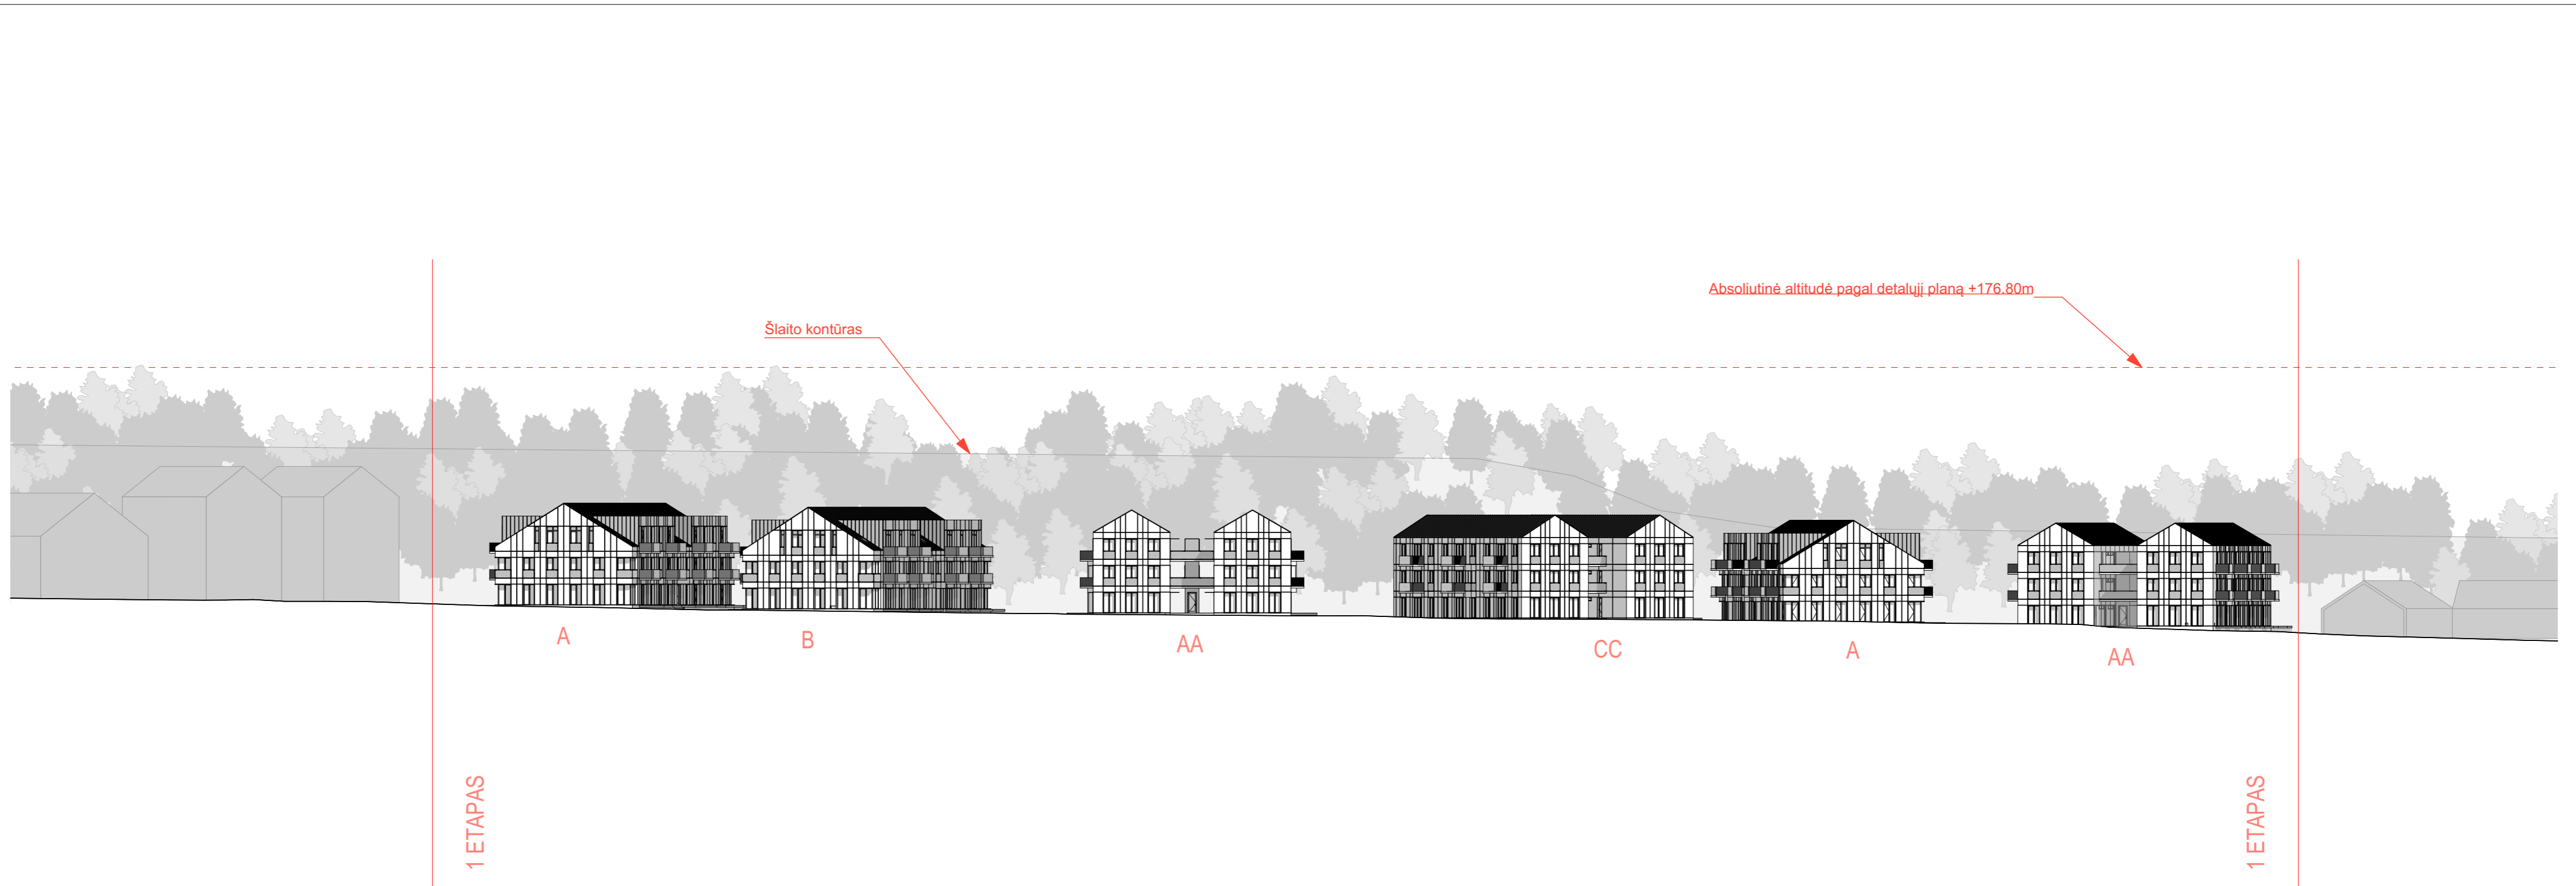 Absoliutinė altitudė pagal detalųjį planą +176.80m
Šlaito kontūras
A
B
AA
CC
A
AA
1 ETAPAS
1 ETAPAS